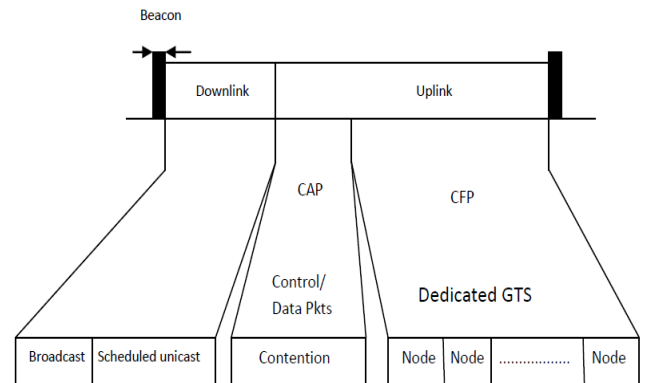 Beacon
Downlink
Uplink
CAP
CFP
Control/
Data Pkts
Dedicated GTS
Broadcast
Scheduled unicast
Contention
Node
Node
..................
Node